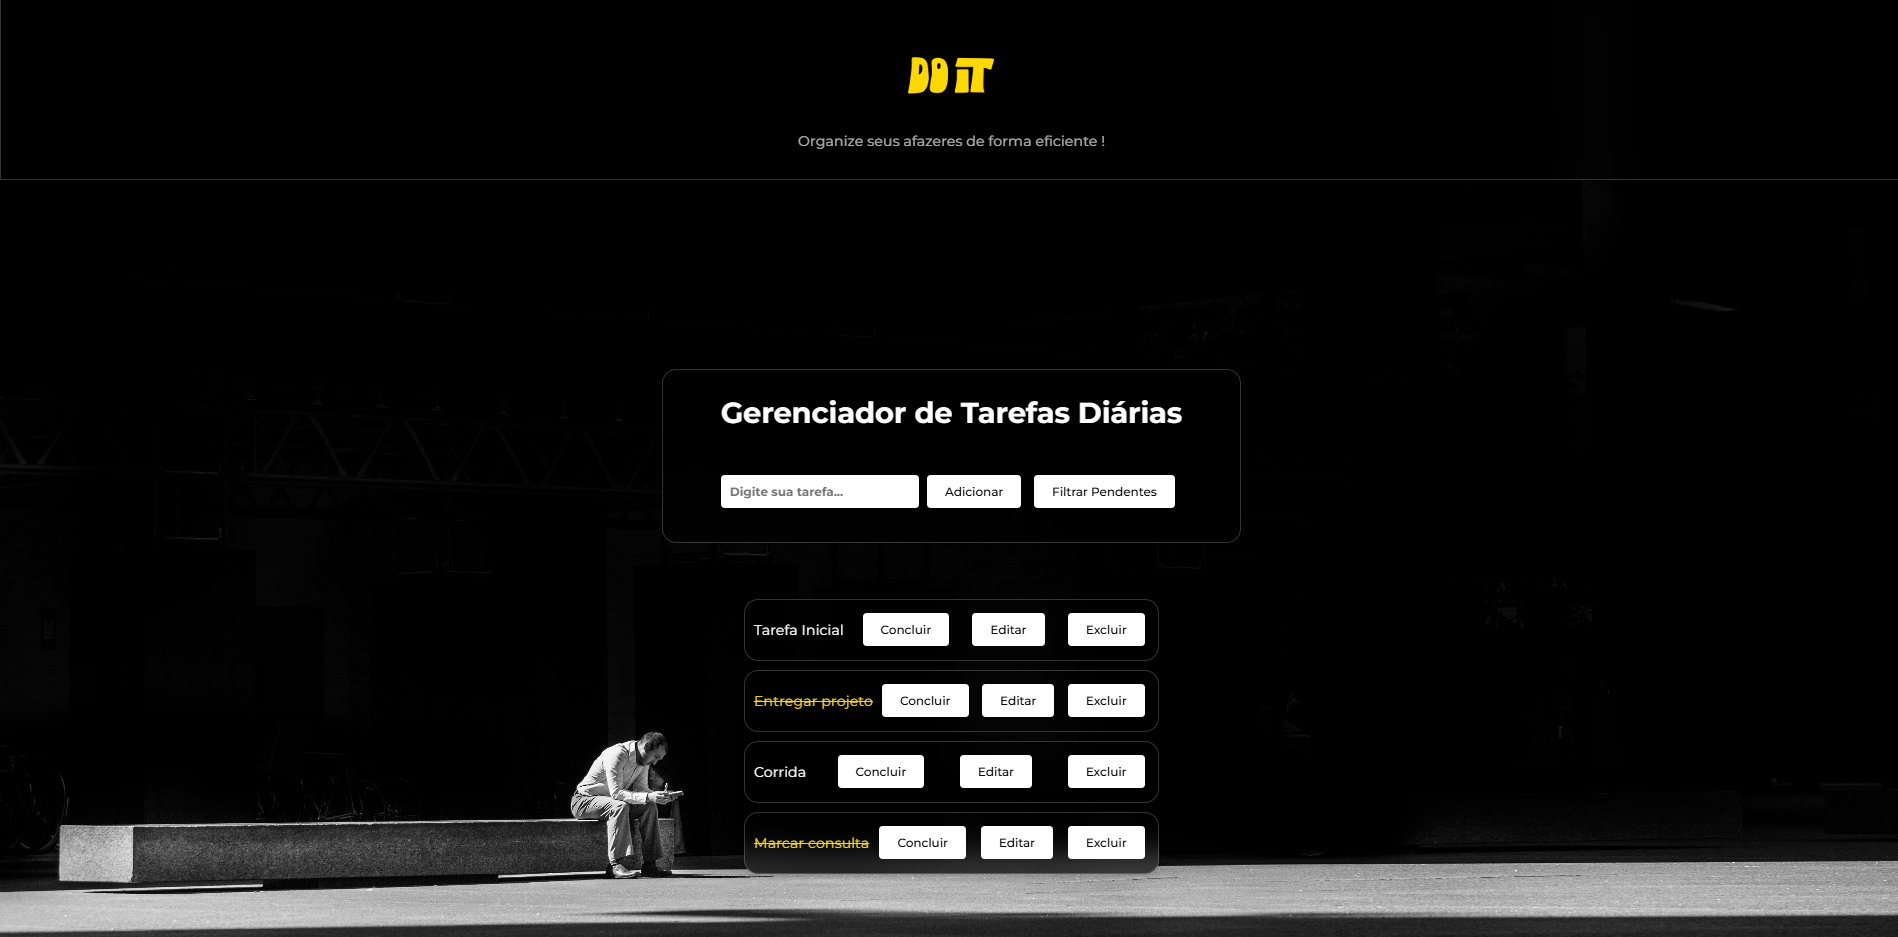 DO iT
Organize seus afazeres de forma eficiente !
Gerenciador de Tarefas Diárias
Digite sua tarefa... Adicionar Filtrar Pendentes
Tarefa Inicial Concluir Editar Excluir
Entregar projeto Concluir Editar Excluir
Corrida Concluir Editar Excluir
Marcar consulta Concluir Editar Excluir